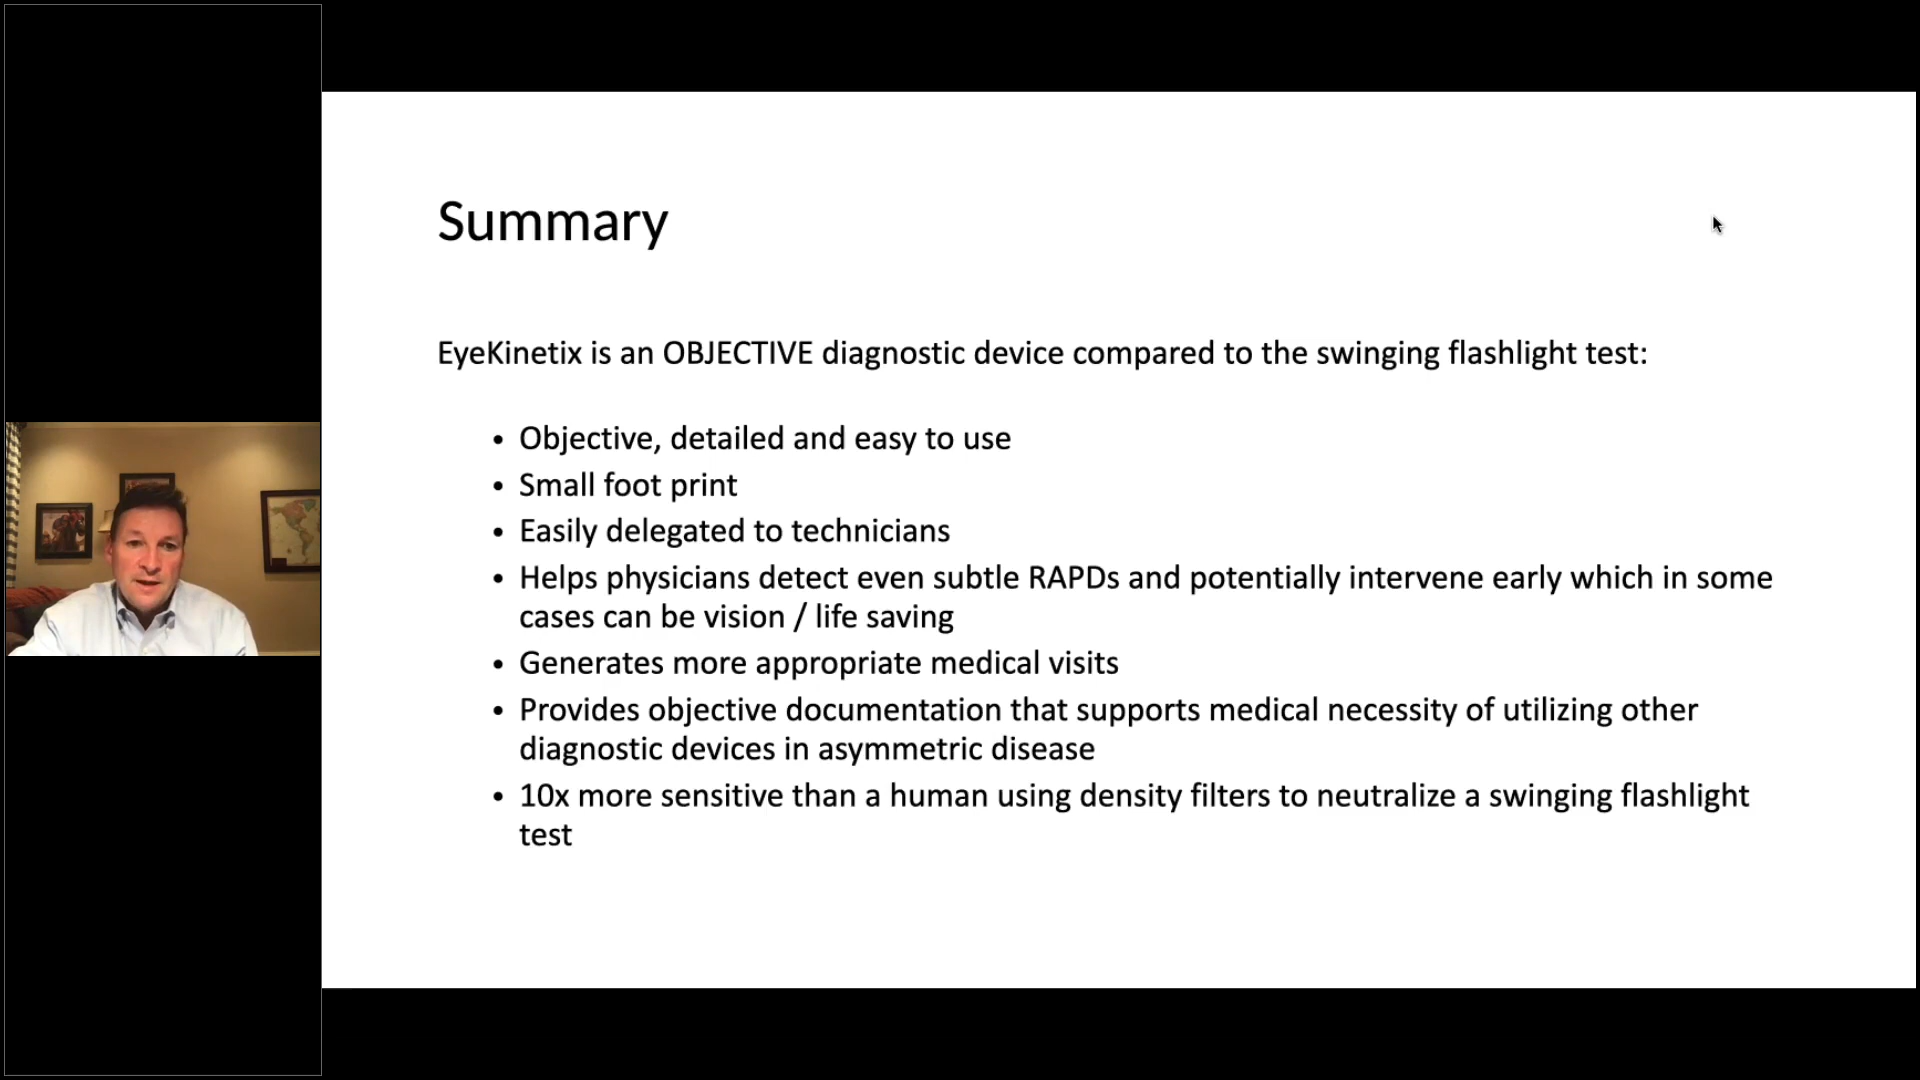 Summary
EyeKinetix is an OBJECTIVE diagnostic device compared to the swinging flashlight test:
• Objective, detailed and easy to use
• Small foot print
• Easily delegated to technicians
• Helps physicians detect even subtle RAPDs and potentially intervene early which in some
cases can be vision / life saving
• Generates more appropriate medical visits
• Provides objective documentation that supports medical necessity of utilizing other
diagnostic devices in asymmetric disease
• 10x more sensitive than a human using density filters to neutralize a swinging flashlight
test